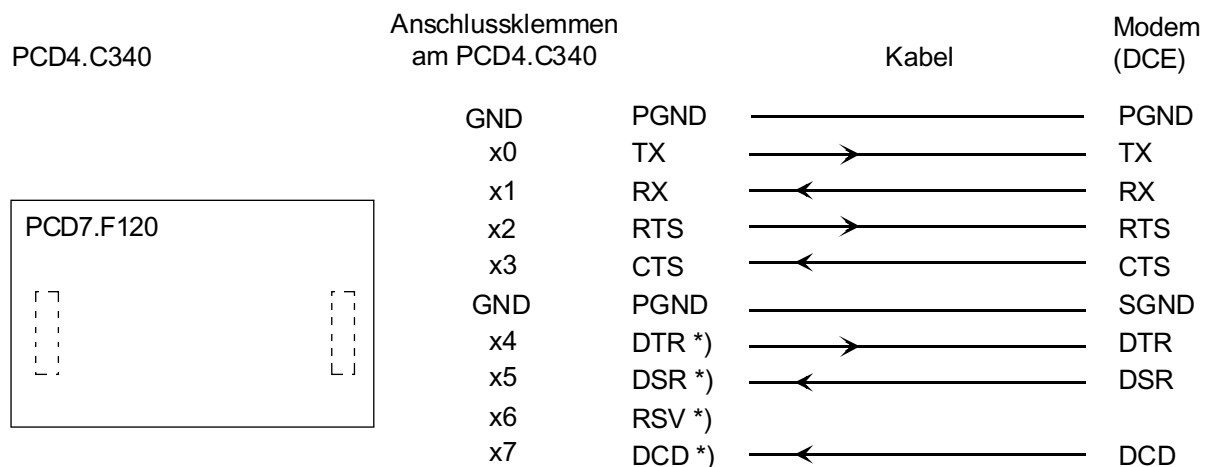 Anschlussklemmen Modem
PCD4.C340 am PCD4.C340 Kabel (DCE)
GND PGND PGND
x0 TX TX
x1 RX RX
PCD7.F120 x2 RTS RTS
x3 CTS CTS
GND PGND SGND
x4 DTR *) DTR
x5 DSR *) DSR
x6 RSV *)
x7 DCD *) DCD